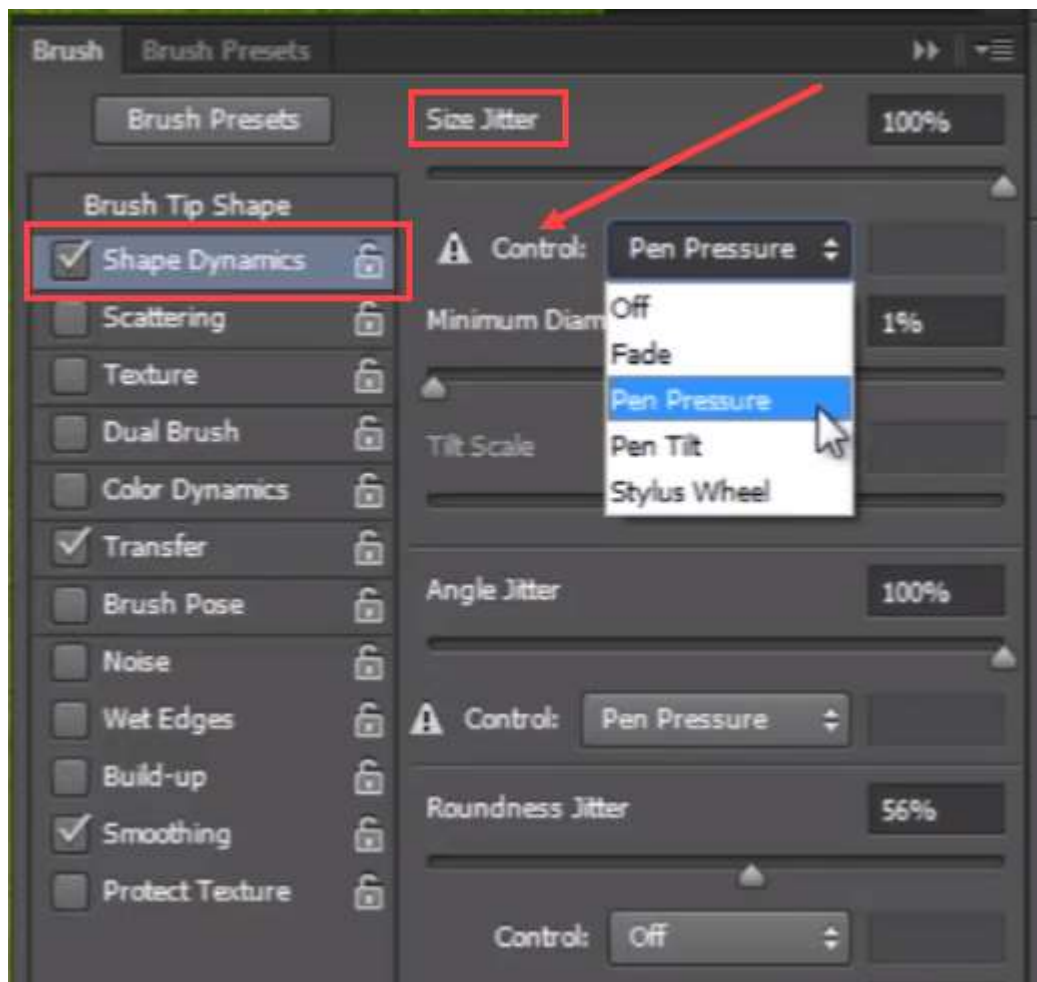 Brush Brush Presets
Brush Presets
Brush Tip Shape
Shape Dynamics
Scattering
Texture
Dual Brush
Color Dynamics
Transfer
Brush Pose
Noise
Wet Edges
Build-up
Smoothing
Protect Texture
Size Jitter 100%
Control: Pen Pressure
Off
Fade
Pen Pressure
Pen Tilt
Stylus Wheel
Minimum Diam 1%
Tilt Scale
Angle Jitter 100%
Control: Pen Pressure
Roundness Jitter 56%
Control: Off